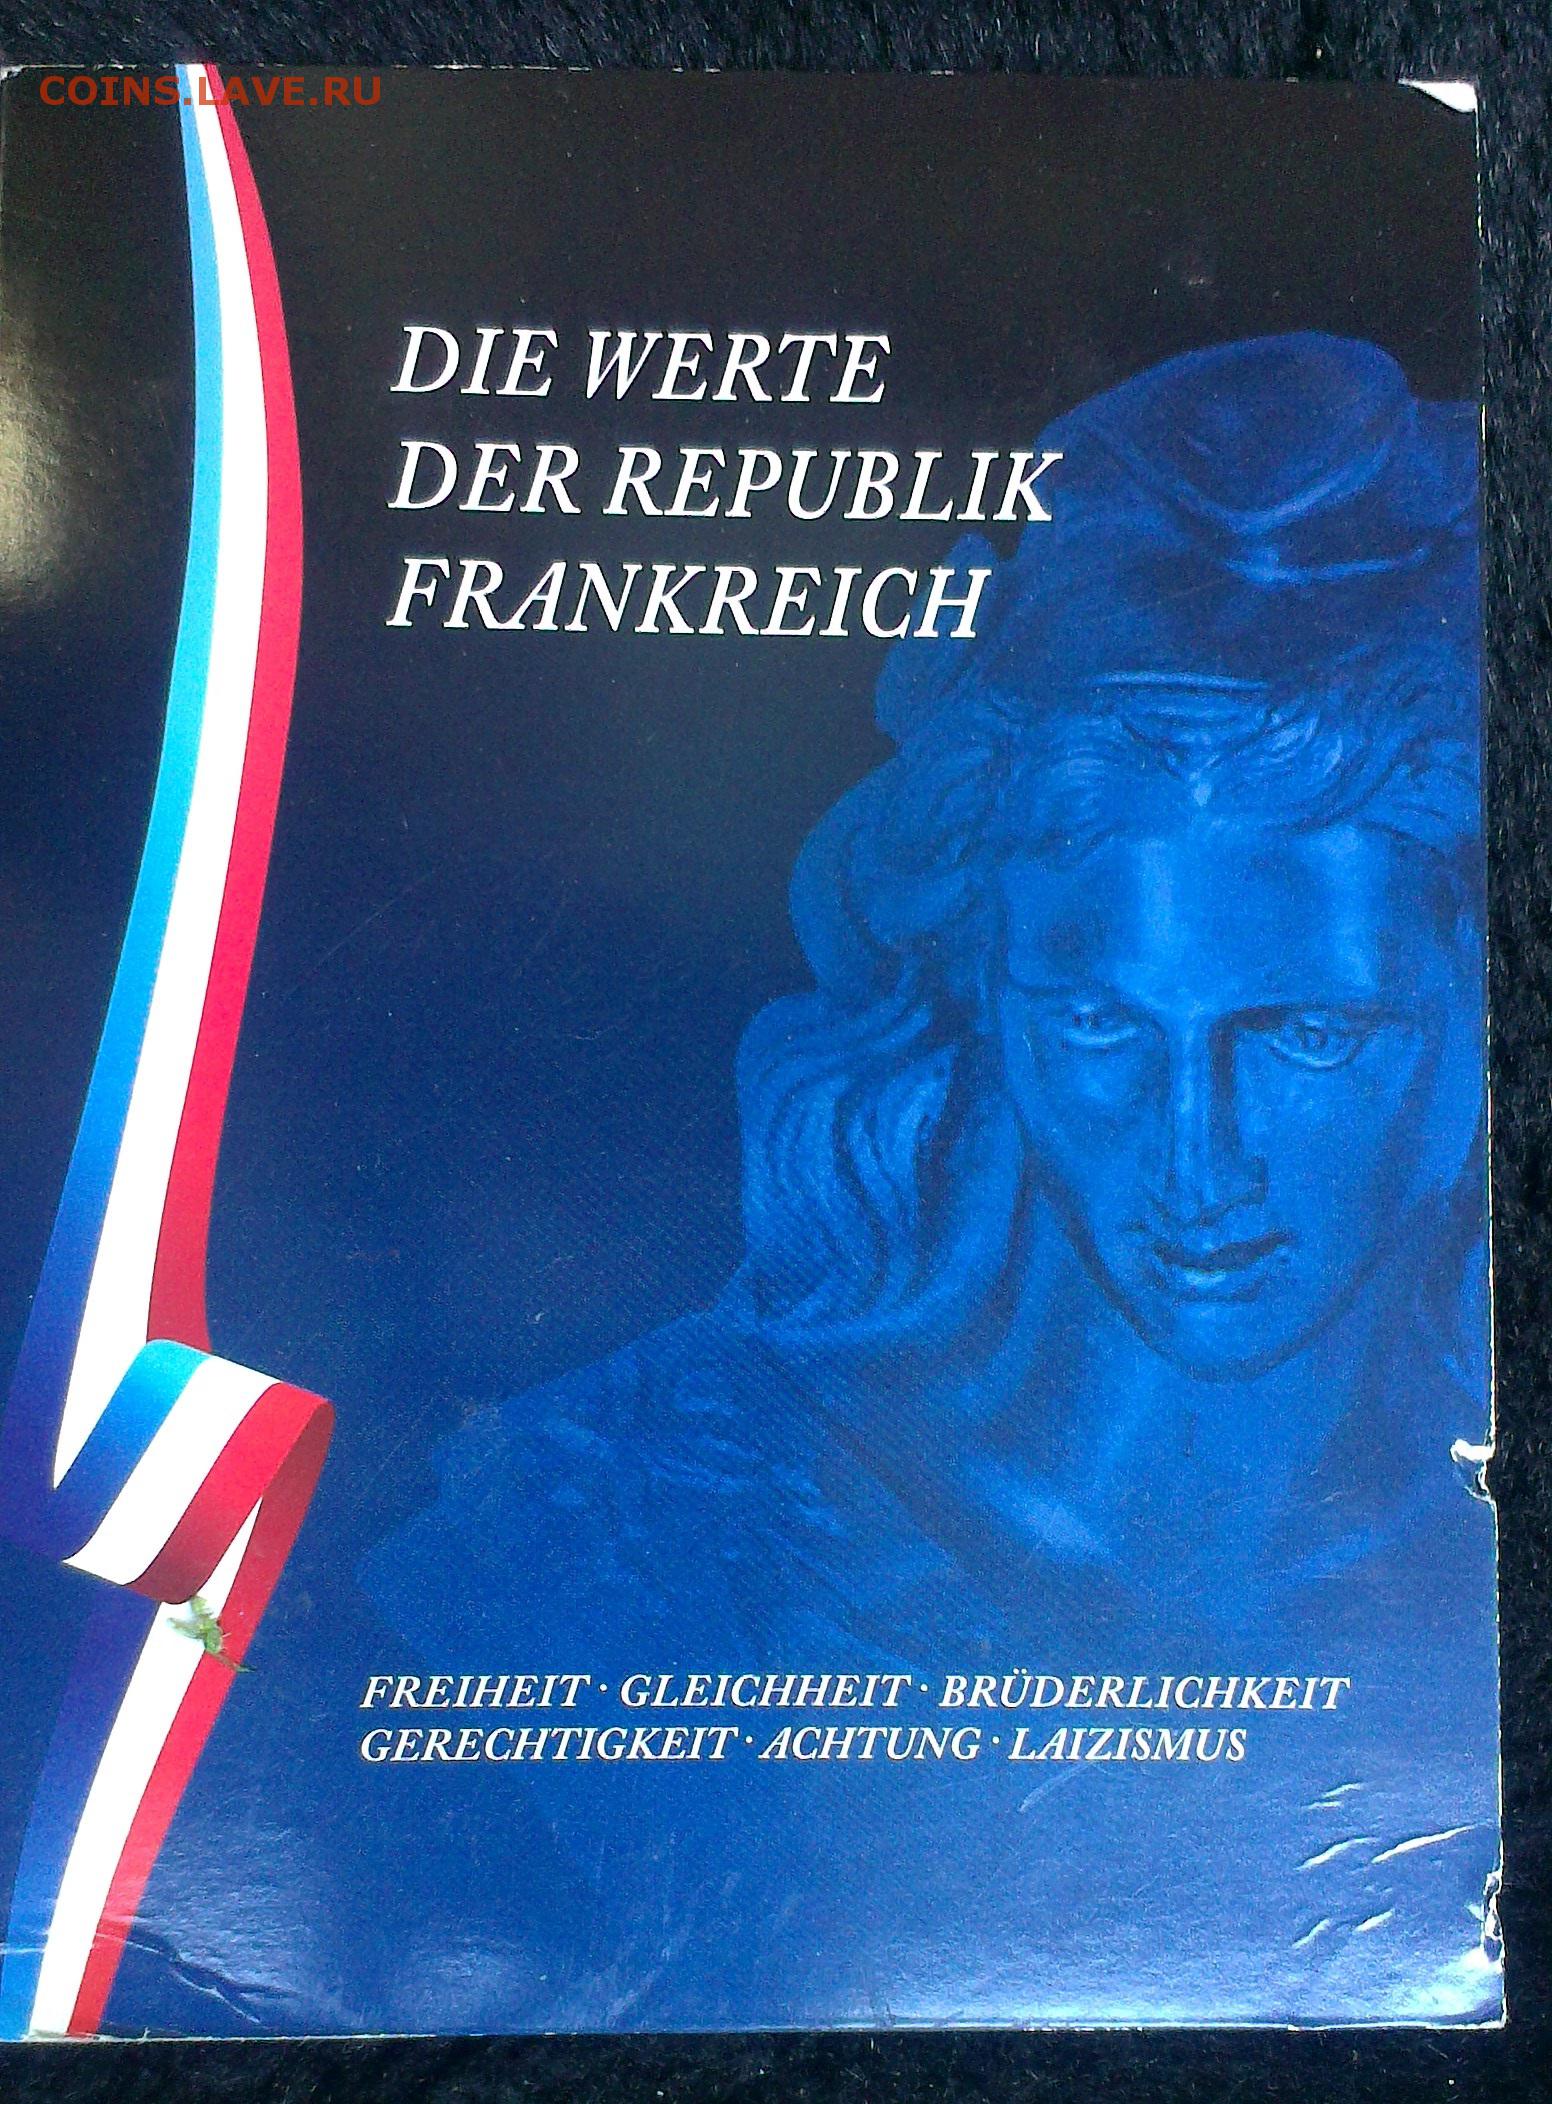 COINS.LAVE.RU
DIE WERTE
DER REPUBLIK
FRANKREICH
FREIHEIT · GLEICHHEIT · BRÜDERLICHKEIT
GERECHTIGKEIT · ACHTUNG · LAIZISMUS